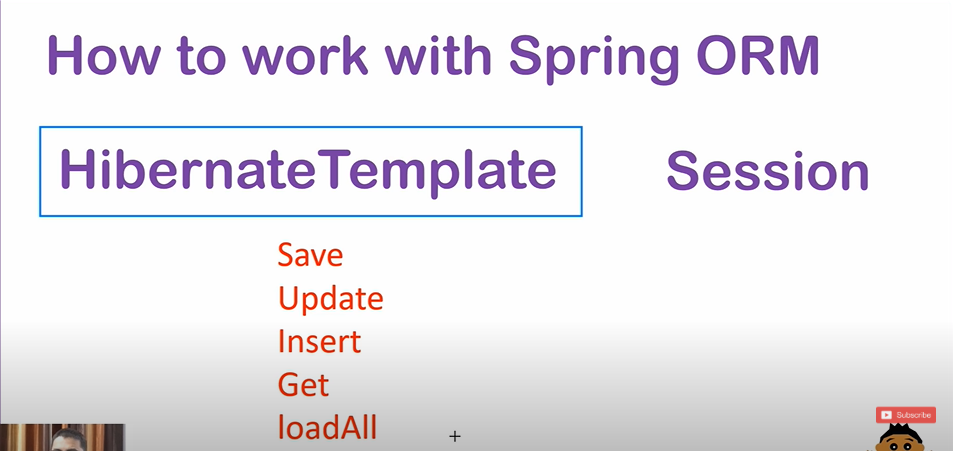 How to work with Spring ORM
HibernateTemplate Session
Save
Update
Insert
Get
loadAll
Subscribe